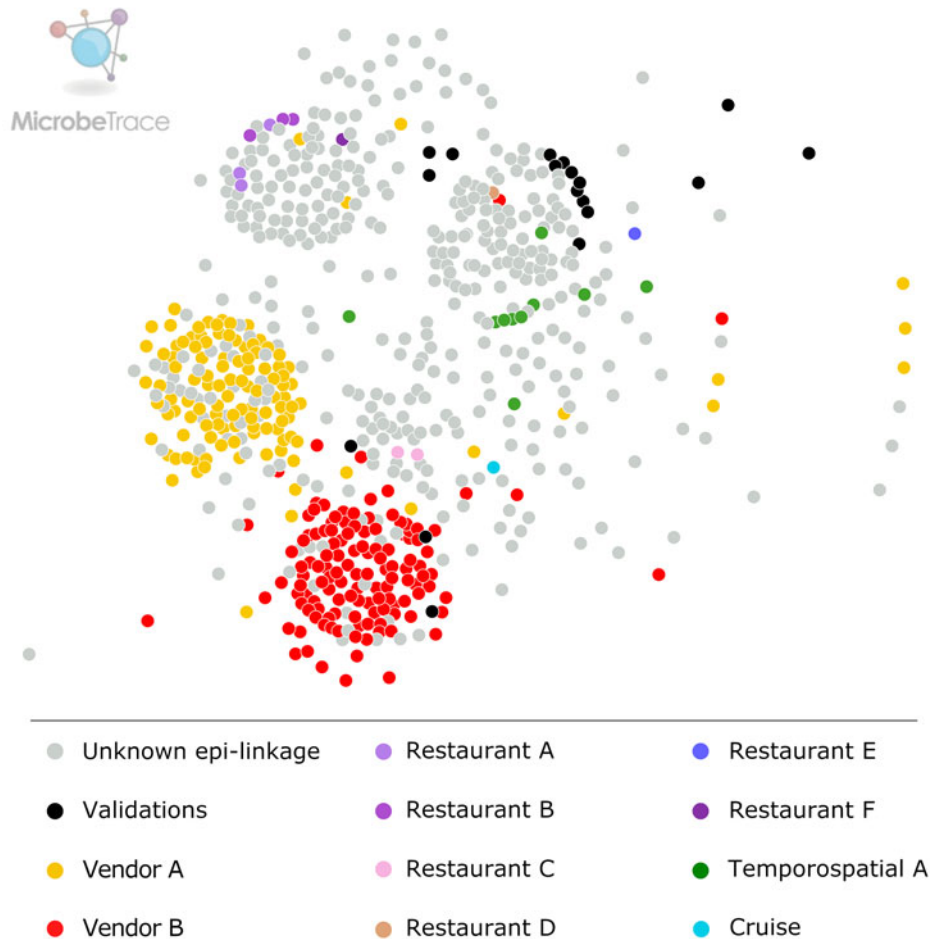 MicrobeTrace
Unknown epi-linkage
Restaurant A
Restaurant E
Validations
Restaurant B
Restaurant F
Vendor A
Restaurant C
Temporospatial A
Vendor B
Restaurant D
Cruise